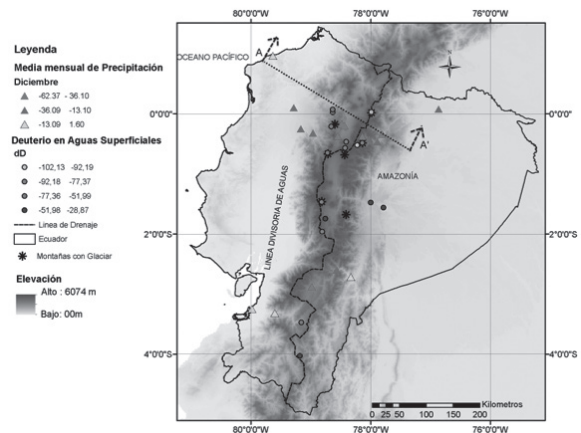 80°0'0"O 78°0'0"O 76°0'0"O
Leyenda
Media mensual de Precipitación
Diciembre
-62.37 - 36.10
-36.09 -13.10
-13.09 1.60
Deuterio en Aguas Superficiales
dD
-102,13 -92,19
-92,18 -77,37
-77,36 -51,99
-51,98 -28,87
Linea de Drenaje
Ecuador
Montañas con Glaciar
Elevación
Alto : 6074 m
Bajo: 00m
OCEANO PACÍFICO
A
0°0'0" 0°0'0"
A'
AMAZONÍA
LINEA DIVISORIA DE AGUAS
2°0'0"S 2°0'0"S
4°0'0"S 4°0'0"S
Kilometros
0 25 50 100 150 200
80°0'0"O 78°0'0"O 76°0'0"O